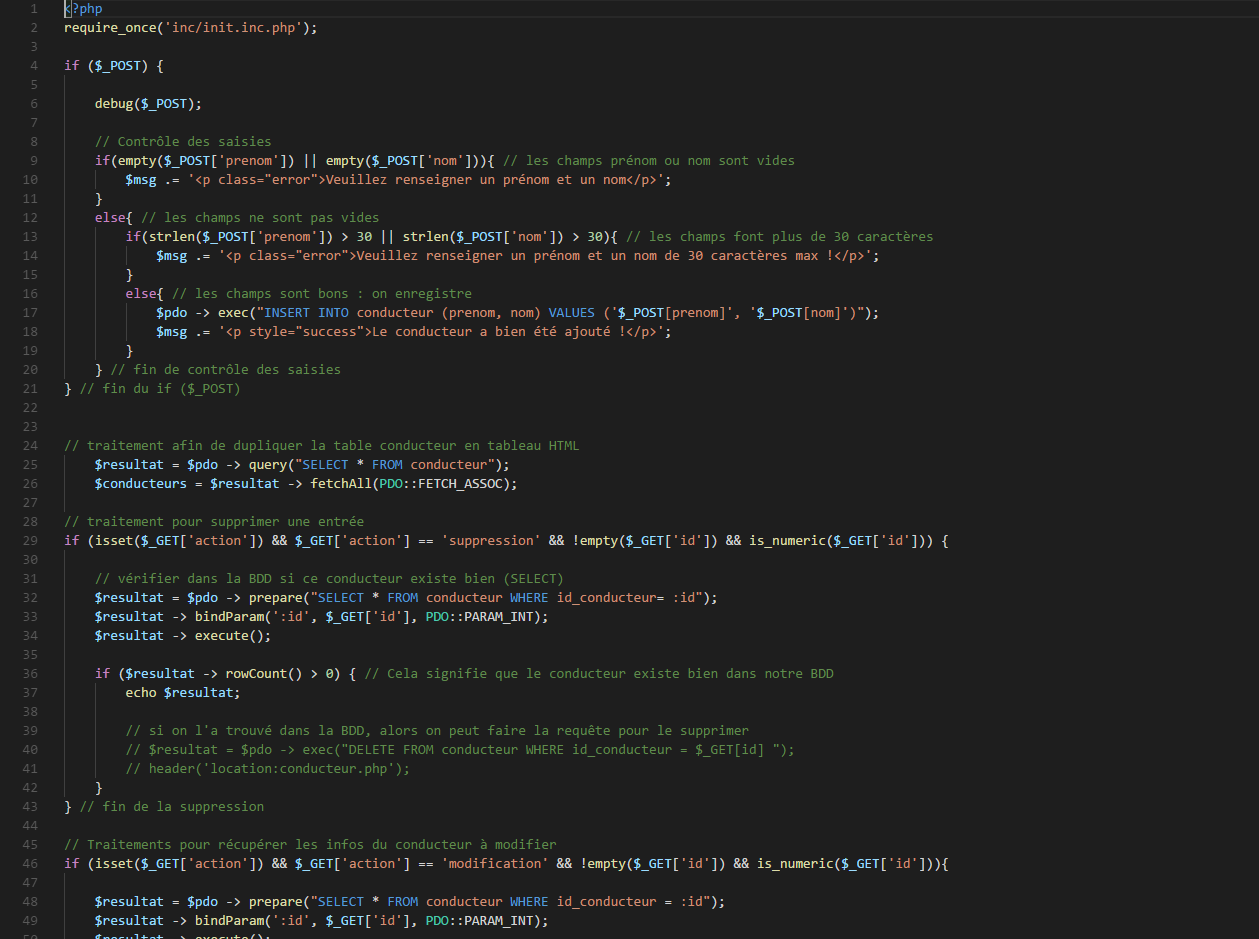 1 <?php
2 require_once('inc/init.inc.php');
3
4 if ($_POST) {
5
6 debug($_POST);
7
8 // Contrôle des saisies
9 if(empty($_POST['prenom']) || empty($_POST['nom'])){ // les champs prénom ou nom sont vides
10 $msg .= '<p class="error">Veuillez renseigner un prénom et un nom</p>';
11 }
12 else{ // les champs ne sont pas vides
13 if(strlen($_POST['prenom']) > 30 || strlen($_POST['nom']) > 30){ // les champs font plus de 30 caractères
14 $msg .= '<p class="error">Veuillez renseigner un prénom et un nom de 30 caractères max !</p>';
15 }
16 else{ // les champs sont bons : on enregistre
17 $pdo -> exec("INSERT INTO conducteur (prenom, nom) VALUES ('$_POST[prenom]', '$_POST[nom]')");
18 $msg .= '<p style="success">Le conducteur a bien été ajouté !</p>';
19 }
20 } // fin de contrôle des saisies
21 } // fin du if ($_POST)
22
23
24 // traitement afin de dupliquer la table conducteur en tableau HTML
25 $resultat = $pdo -> query("SELECT * FROM conducteur");
26 $conducteurs = $resultat -> fetchAll(PDO::FETCH_ASSOC);
27
28 // traitement pour supprimer une entrée
29 if (isset($_GET['action']) && $_GET['action'] == 'suppression' && !empty($_GET['id']) && is_numeric($_GET['id'])) {
30
31 // vérifier dans la BDD si ce conducteur existe bien (SELECT)
32 $resultat = $pdo -> prepare("SELECT * FROM conducteur WHERE id_conducteur= :id");
33 $resultat -> bindParam(':id', $_GET['id'], PDO::PARAM_INT);
34 $resultat -> execute();
35
36 if ($resultat -> rowCount() > 0) { // Cela signifie que le conducteur existe bien dans notre BDD
37 echo $resultat;
38
39 // si on l'a trouvé dans la BDD, alors on peut faire la requête pour le supprimer
40 // $resultat = $pdo -> exec("DELETE FROM conducteur WHERE id_conducteur = $_GET[id] ");
41 // header('location:conducteur.php');
42 }
43 } // fin de la suppression
44
45 // Traitements pour récupérer les infos du conducteur à modifier
46 if (isset($_GET['action']) && $_GET['action'] == 'modification' && !empty($_GET['id']) && is_numeric($_GET['id'])){
47
48 $resultat = $pdo -> prepare("SELECT * FROM conducteur WHERE id_conducteur = :id");
49 $resultat -> bindParam(':id', $_GET['id'], PDO::PARAM_INT);
50 $resultat -> execute();